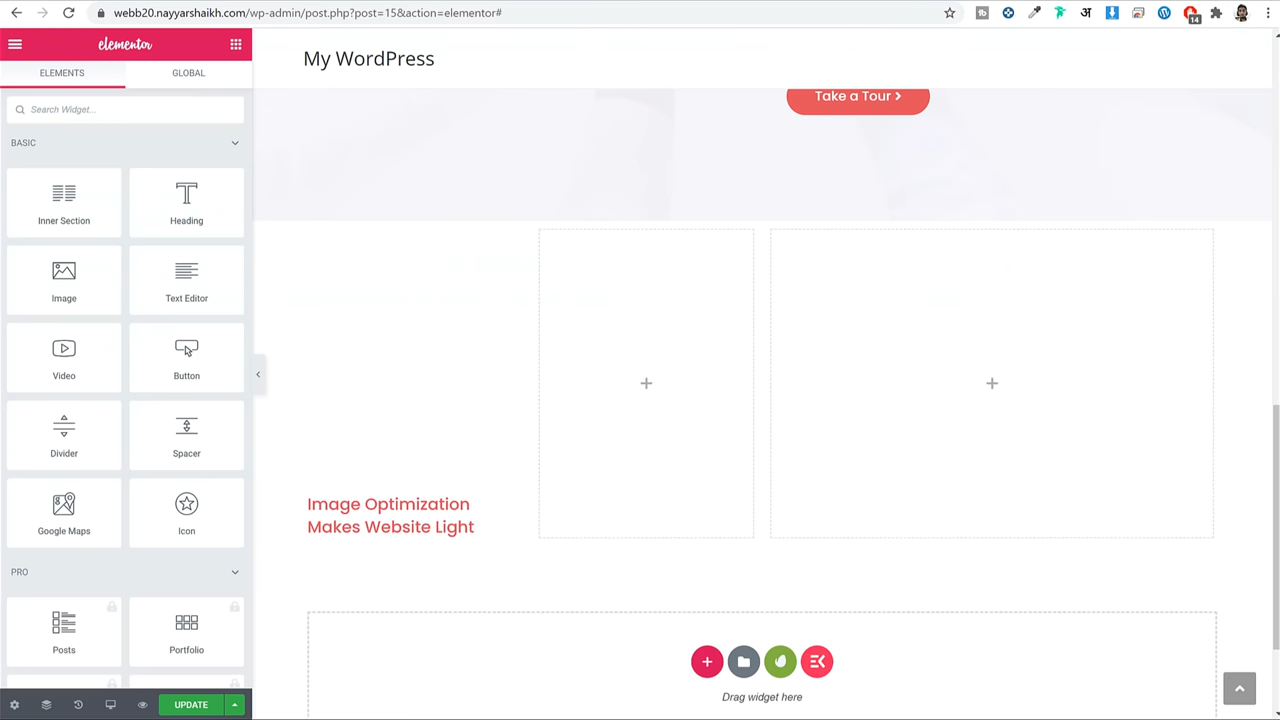 webb20.nayyarshaikh.com/wp-admin/post.php?post=15&action=elementor#
अ
14
elementor
My WordPress
ELEMENTS
GLOBAL
Search Widget...
Take a Tour
BASIC
Inner Section
Heading
Image
Text Editor
Video
Button
Divider
Spacer
Google Maps
Icon
Image Optimization
Makes Website Light
PRO
Posts
Portfolio
UPDATE
Drag widget here